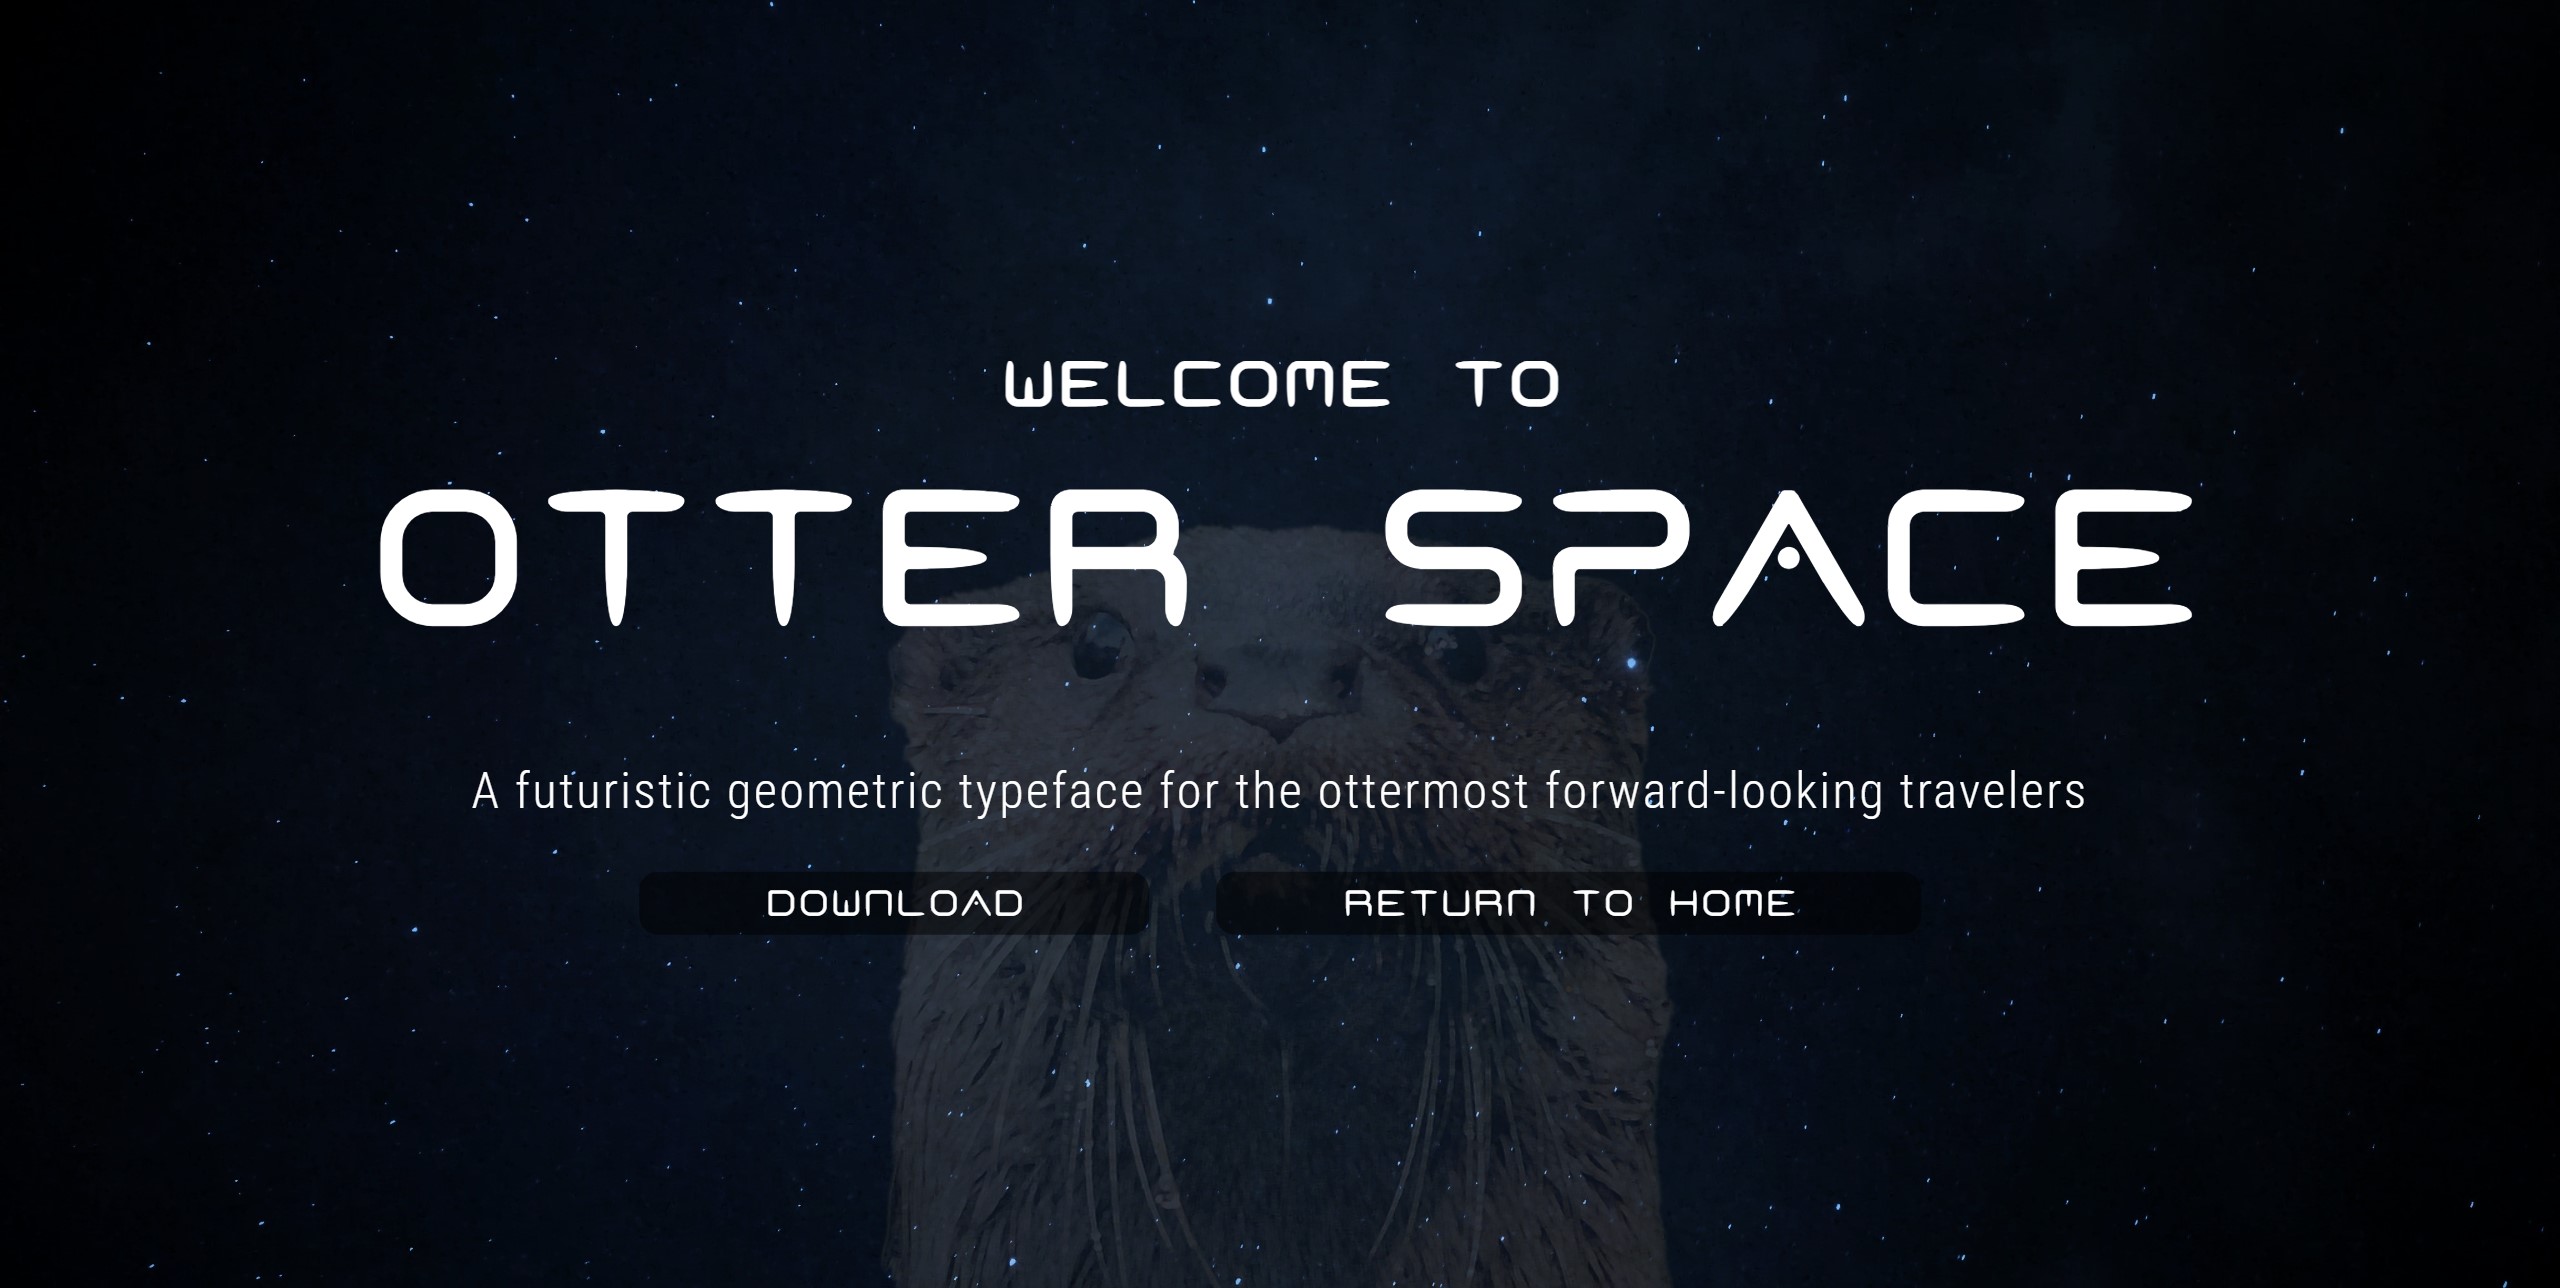 WELCOME TO
OTTER SPACE
A futuristic geometric typeface for the ottermost forward-looking travelers
DOWNLOAD
RETURN TO HOME